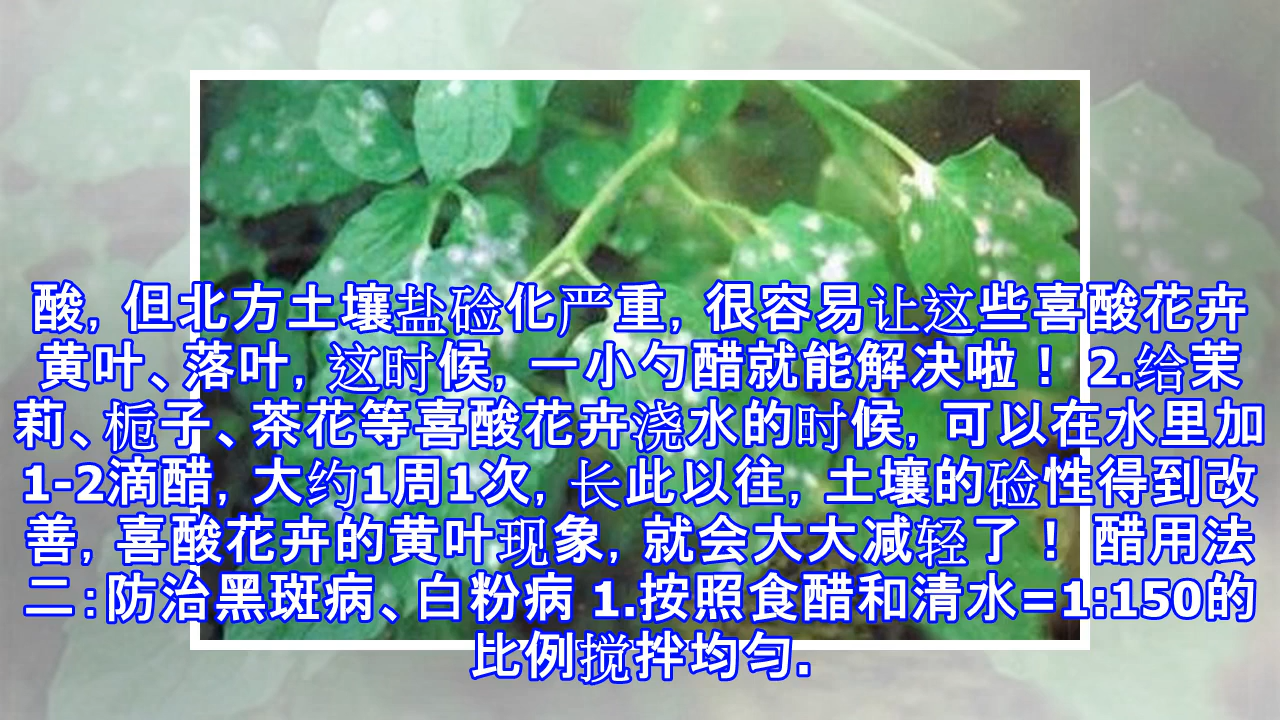 酸, 但北方土壤盐硷化严重, 很容易让这些喜酸花卉
黄叶、落叶, 这时候, 一小勺醋就能解决啦！ 2.给茉
莉、栀子、茶花等喜酸花卉浇水的时候, 可以在水里加
1-2滴醋, 大约1周1次, 长此以往, 土壤的硷性得到改
善, 喜酸花卉的黄叶现象, 就会大大减轻了！ 醋用法
二:防治黑斑病、白粉病 1.按照食醋和清水=1:150的
比例搅拌均匀.